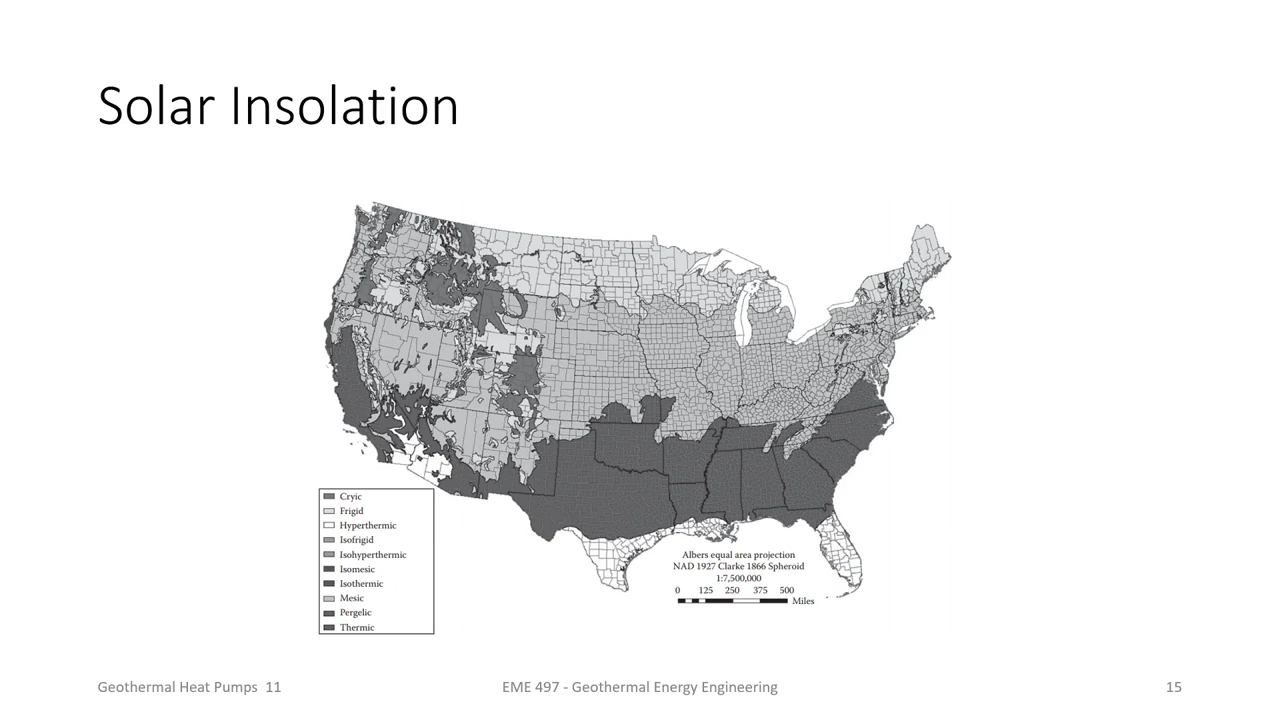 Solar Insolation
Cryic
Frigid
Hyperthermic
Isofrigid
Isohyperthermic
Isomesic
Isothermic
Mesic
Pergelic
Thermic
Albers equal area projection
NAD 1927 Clarke 1866 Spheroid
1:7,500,000
0 125 250 375 500
Miles
Geothermal Heat Pumps 11
EME 497 - Geothermal Energy Engineering
15